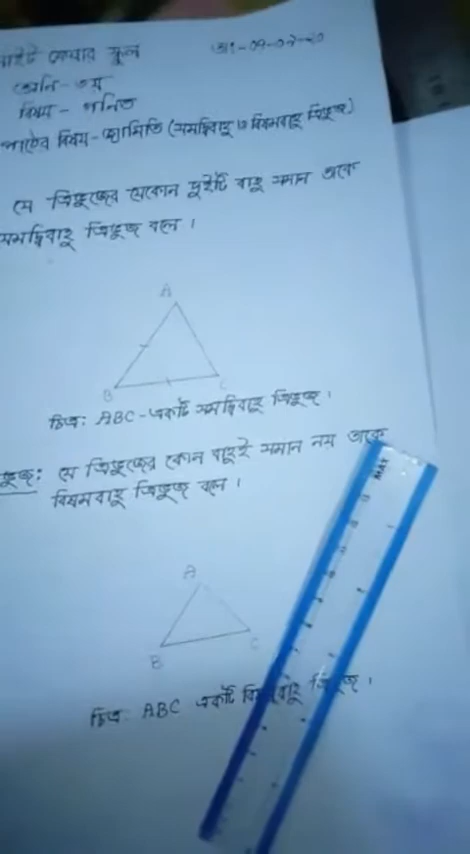 কেয়ার স্কুল
শ্রেনি - ৩য়
বিষয় - গনিত
পাঠের বিষয় - জ্যামিতি (সমদ্বিবাহু ও বিষমবাহু ত্রিভুজ)
যে ত্রিভুজের যেকোন দুইটি বাহু সমান তাকে
সমদ্বিবাহু ত্রিভুজ বলে ।
A
B C
চিত্র: ABC - একটি সমদ্বিবাহু ত্রিভুজ ।
যে ত্রিভুজের কোন বাহুই সমান নয় তাকে
বিষমবাহু ত্রিভুজ বলে ।
A
B C
চিত্র: ABC একটি বিষমবাহু ত্রিভুজ ।